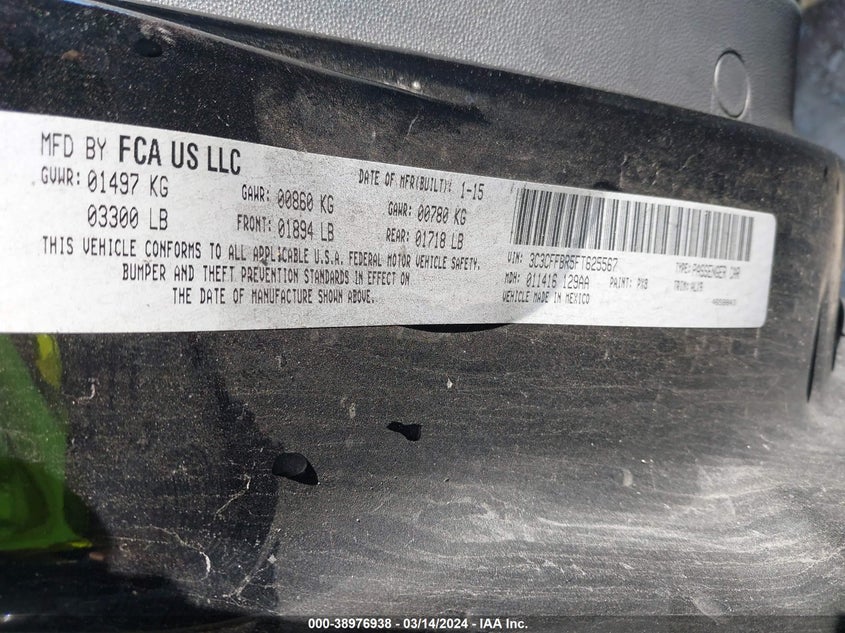 MFD BY FCA US LLC
DATE OF MFR(BUILT): 1-15
GVWR: 01497 KG
GAWR: 00860 KG
GAWR: 00780 KG
03300 LB
FRONT: 01894 LB
REAR: 01718 LB
THIS VEHICLE CONFORMS TO ALL APPLICABLE U.S.A. FEDERAL MOTOR VEHICLE SAFETY,
BUMPER AND THEFT PREVENTION STANDARDS IN EFFECT ON
THE DATE OF MANUFACTURE SHOWN ABOVE.
VIN: 3C3CFFBR5FT625567
TYPE: PASSENGER CAR
MDH: 011416 129AA
PAINT: PX8
TRIM: ALX9
VEHICLE MADE IN MEXICO
000-38976938 - 03/14/2024 - IAA Inc.